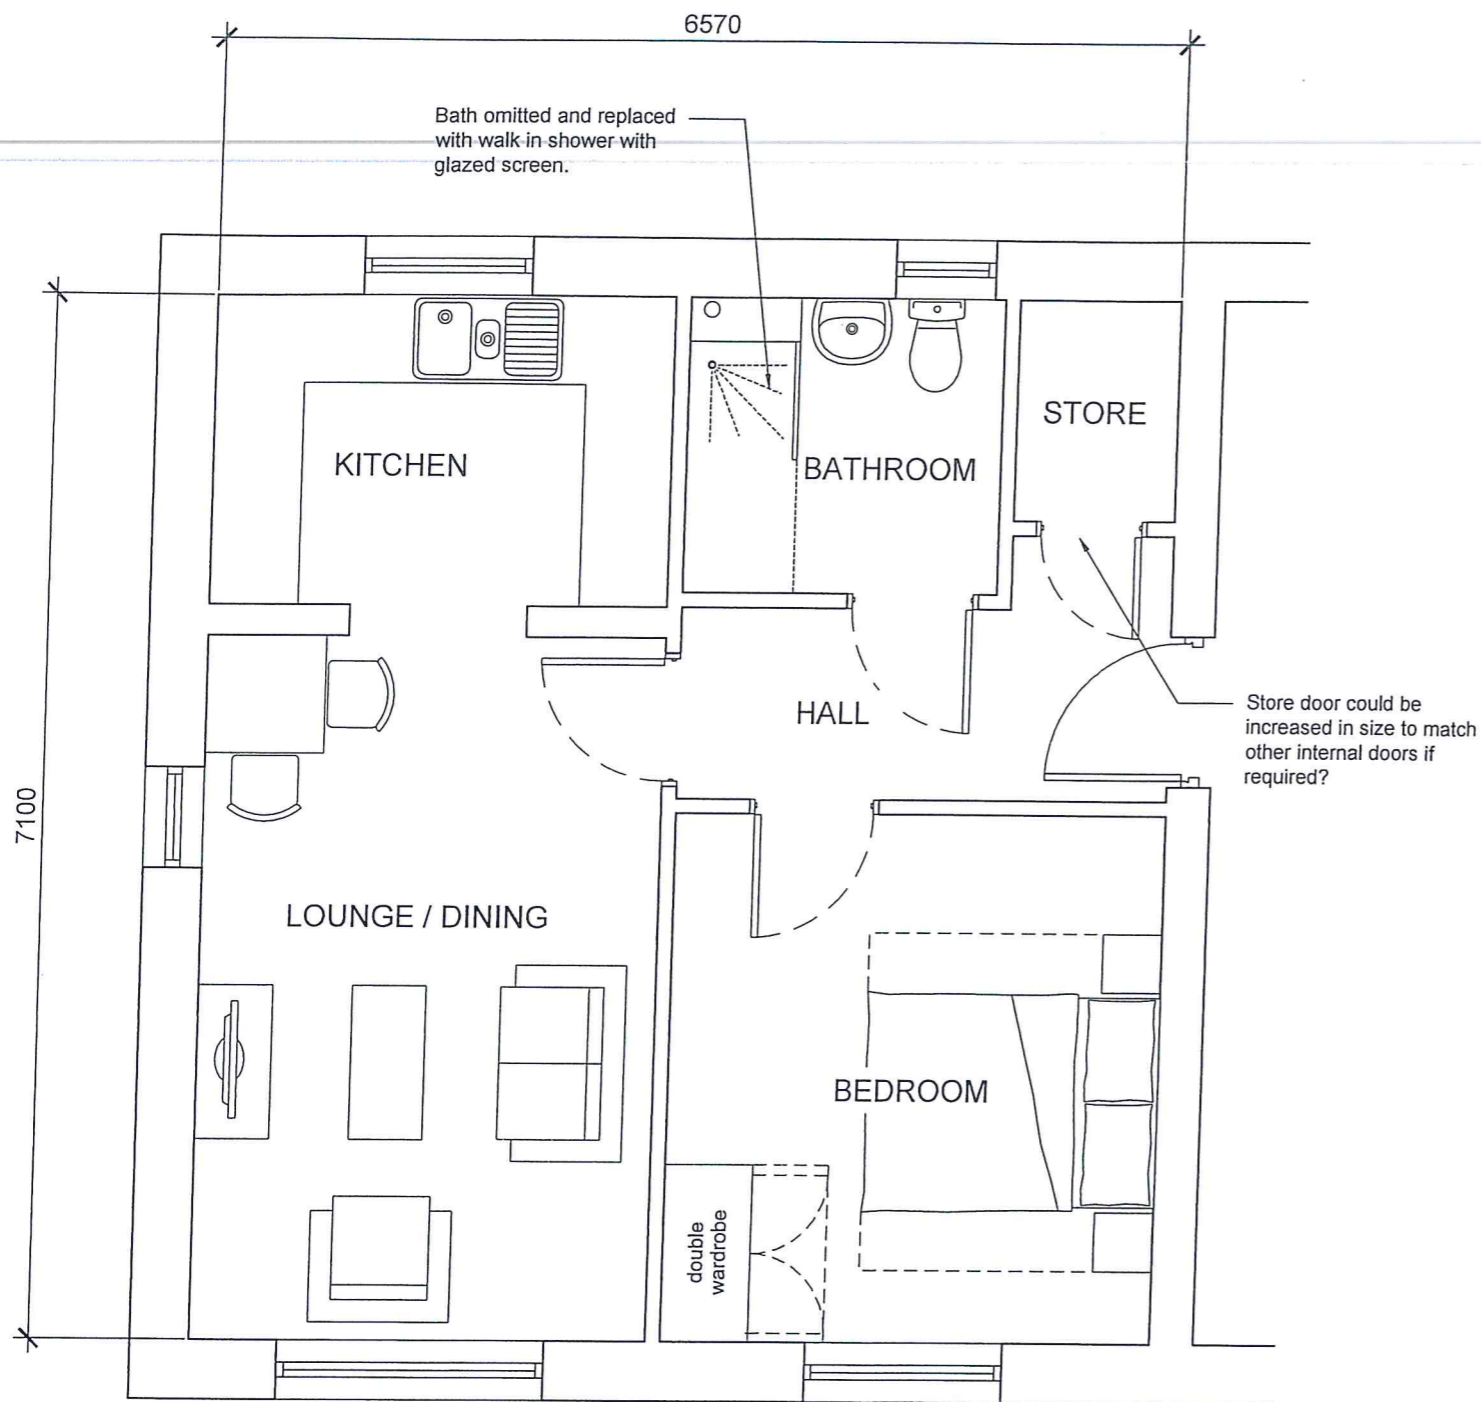 6570
Bath omitted and replaced
with walk in shower with
glazed screen.
STORE
KITCHEN
BATHROOM
HALL
Store door could be
increased in size to match
other internal doors if
required?
7100
LOUNGE / DINING
BEDROOM
double
wardrobe